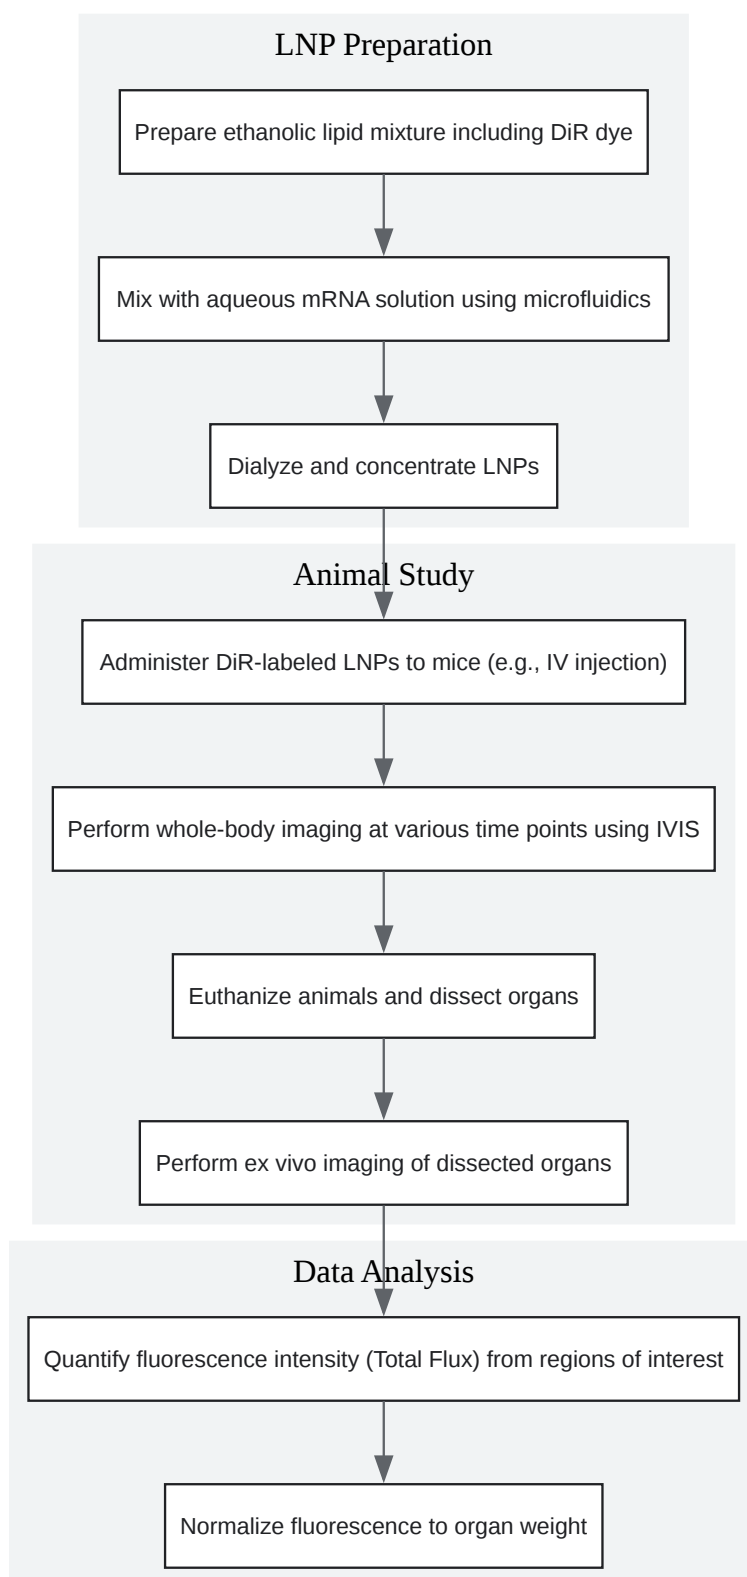 LNP Preparation
Prepare ethanolic lipid mixture including DiR dye
Mix with aqueous mRNA solution using microfluidics
Dialyze and concentrate LNPs
Animal Study
Administer DiR-labeled LNPs to mice (e.g., IV injection)
Perform whole-body imaging at various time points using IVIS
Euthanize animals and dissect organs
Perform ex vivo imaging of dissected organs
Data Analysis
Quantify fluorescence intensity (Total Flux) from regions of interest
Normalize fluorescence to organ weight